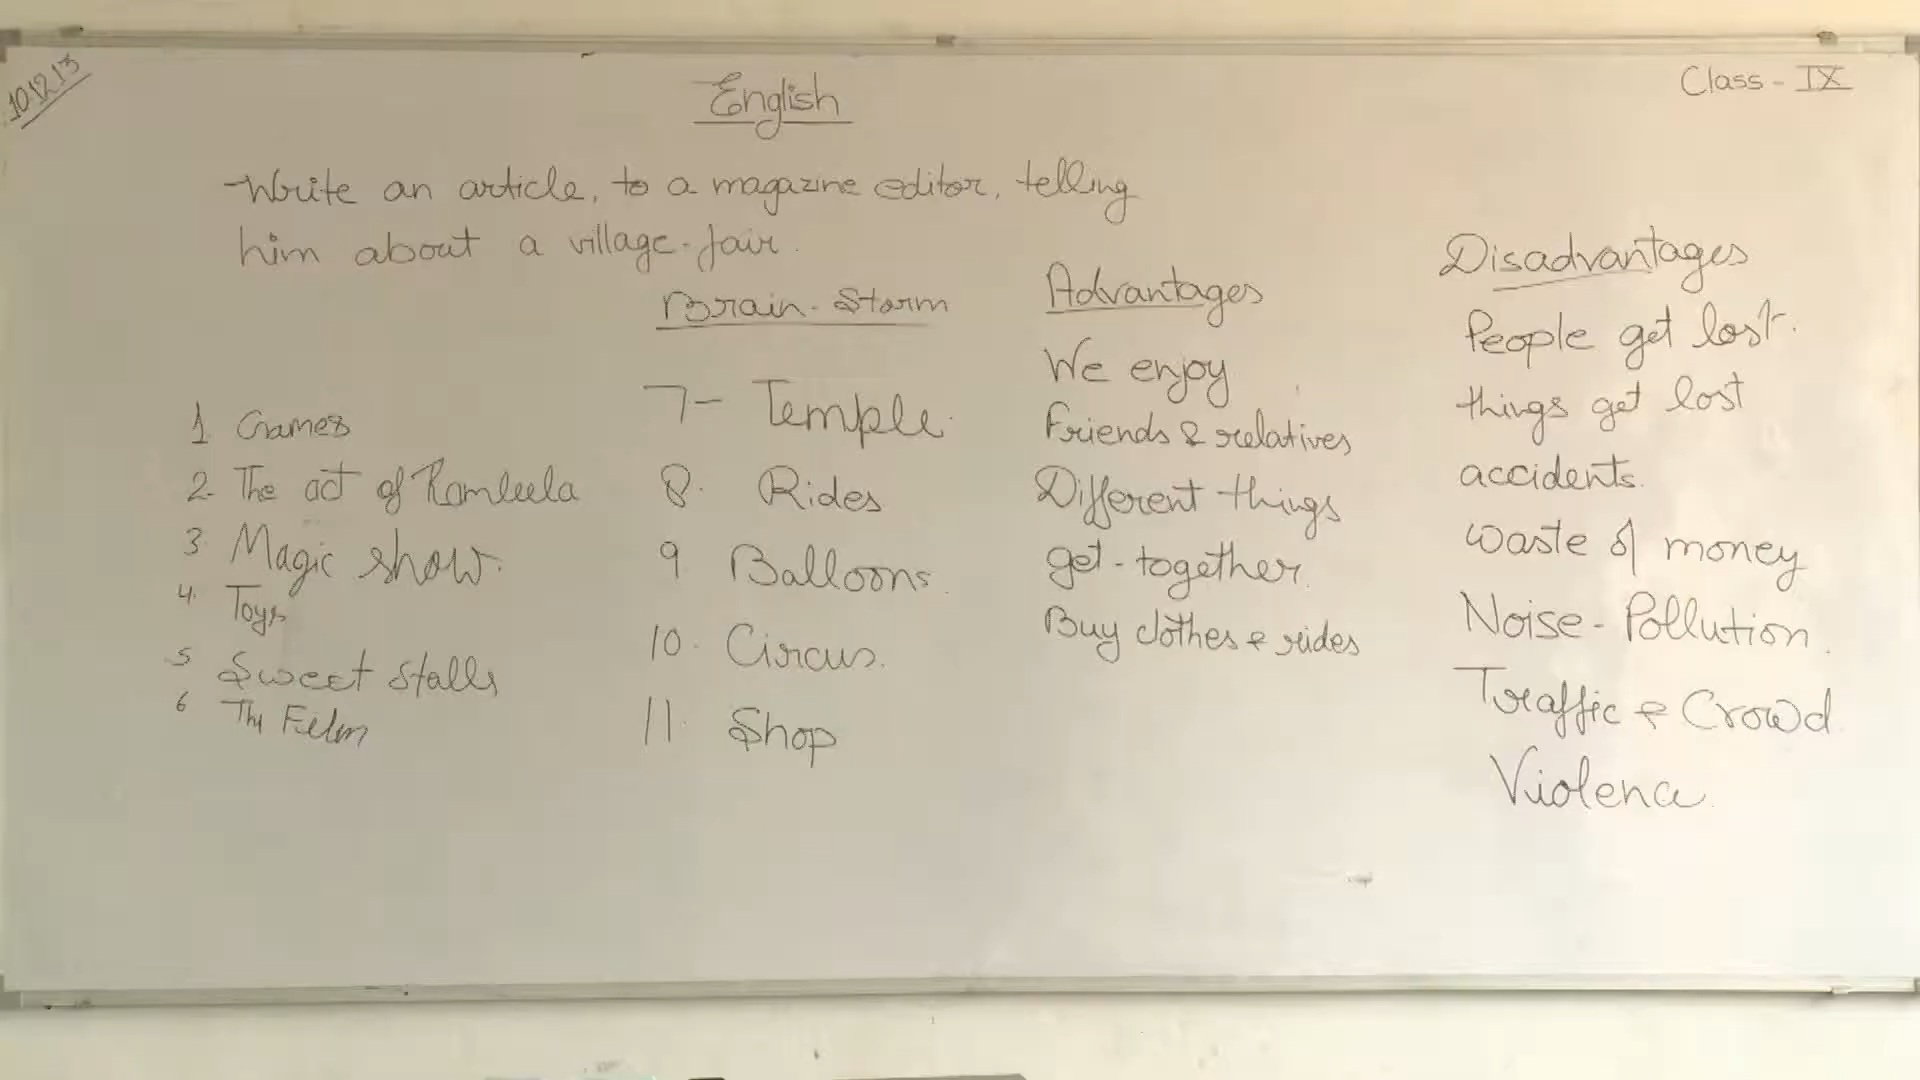 10.12.13
English
Class - IX
Write an article, to a magazine editor, telling
him about a village-fair.
Brain-Storm
1. Games
2. The act of Ramleela
3. Magic show.
4. Toys
5 Sweet stalls
6 The Felm
7- Temple.
8. Rides
9 Balloons.
10. Circus.
11. Shop
Advantages
We enjoy
Friends & relatives
Different things
get-together.
Buy clothes & rides
Disadvantages
People get lost.
things get lost
accidents.
Waste of money
Noise-Pollution.
Traffic & Crowd.
Violence.